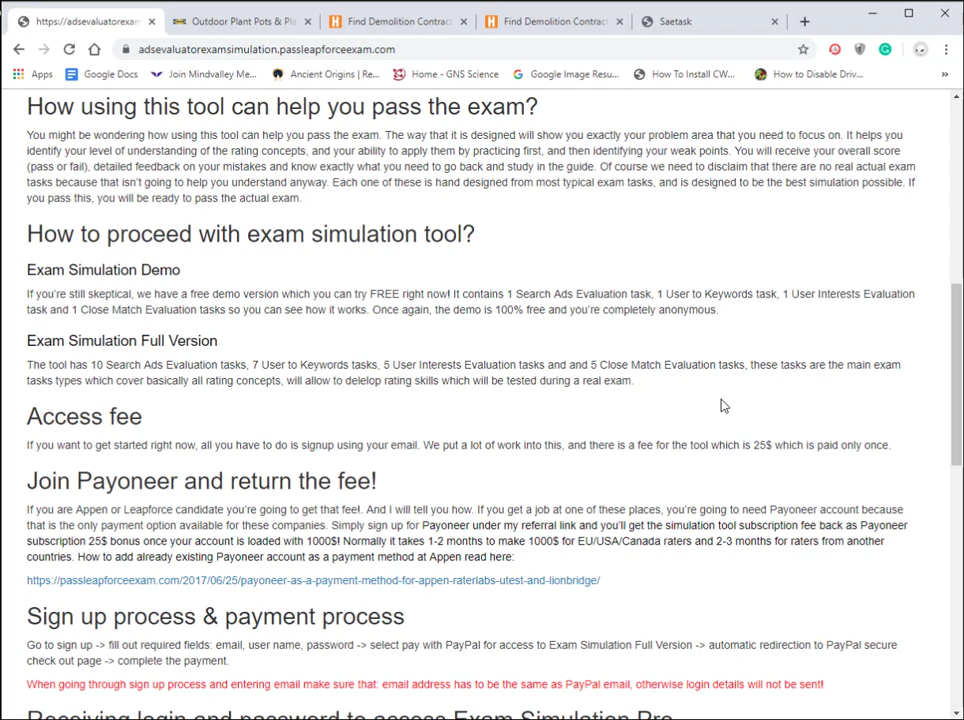 https://adsevaluatorexam
Outdoor Plant Pots & Pla
Find Demolition Contract
Find Demolition Contract
Saetask
adsevaluatorexamsimulation.passleapforceexam.com
Apps
Google Docs
Join Mindvalley Me...
Ancient Origins | Re...
Home - GNS Science
Google Image Resu...
How To Install CW...
How to Disable Driv...
How using this tool can help you pass the exam?
You might be wondering how using this tool can help you pass the exam. The way that it is designed will show you exactly your problem area that you need to focus on. It helps you
identify your level of understanding of the rating concepts, and your ability to apply them by practicing first, and then identifying your weak points. You will receive your overall score
(pass or fail), detailed feedback on your mistakes and know exactly what you need to go back and study in the guide. Of course we need to disclaim that there are no real actual exam
tasks because that isn't going to help you understand anyway. Each one of these is hand designed from most typical exam tasks, and is designed to be the best simulation possible. If
you pass this, you will be ready to pass the actual exam.
How to proceed with exam simulation tool?
Exam Simulation Demo
If you're still skeptical, we have a free demo version which you can try FREE right now! It contains 1 Search Ads Evaluation task, 1 User to Keywords task, 1 User Interests Evaluation
task and 1 Close Match Evaluation tasks so you can see how it works. Once again, the demo is 100% free and you're completely anonymous.
Exam Simulation Full Version
The tool has 10 Search Ads Evaluation tasks, 7 User to Keywords tasks, 5 User Interests Evaluation tasks and and 5 Close Match Evaluation tasks, these tasks are the main exam
tasks types which cover basically all rating concepts, will allow to delelop rating skills which will be tested during a real exam.
Access fee
If you want to get started right now, all you have to do is signup using your email. We put a lot of work into this, and there is a fee for the tool which is 25$ which is paid only once.
Join Payoneer and return the fee!
If you are Appen or Leapforce candidate you're going to get that fee!. And I will tell you how. If you get a job at one of these places, you're going to need Payoneer account because
that is the only payment option available for these companies. Simply sign up for Payoneer under my referral link and you'll get the simulation tool subscription fee back as Payoneer
subscription 25$ bonus once your account is loaded with 1000$! Normally it takes 1-2 months to make 1000$ for EU/USA/Canada raters and 2-3 months for raters from another
countries. How to add already existing Payoneer account as a payment method at Appen read here:
https://passleapforceexam.com/2017/06/25/payoneer-as-a-payment-method-for-appen-raterlabs-utest-and-lionbridge/
Sign up process & payment process
Go to sign up -> fill out required fields: email, user name, password -> select pay with PayPal for access to Exam Simulation Full Version -> automatic redirection to PayPal secure
check out page -> complete the payment.
When going through sign up process and entering email make sure that: email address has to be the same as PayPal email, otherwise login details will not be sent!
Receiving login and password to access Exam Simulation Pro